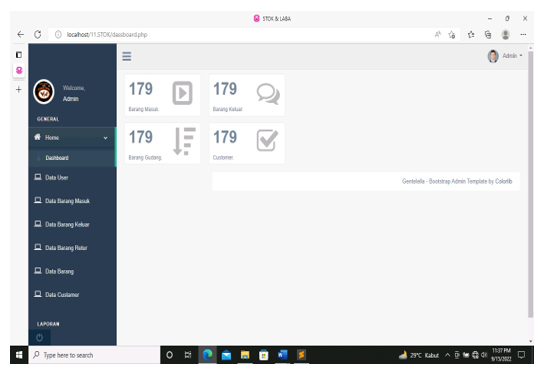 STOK & LABA
localhost/11.STOK/dasboard.php
Welcome,
Admin
Admin
GENERAL
Home
Dashboard
Data User
Data Barang Masuk
Data Barang Keluar
Data Barang Retur
Data Barang
Data Custamer
LAPORAN
179
Barang Masuk
179
Barang Keluar
179
Barang Gudang
179
Customer
Gentelella - Bootstrap Admin Template by Colorlib
Type here to search
29°C Kabut
11:37 PM
9/15/2022